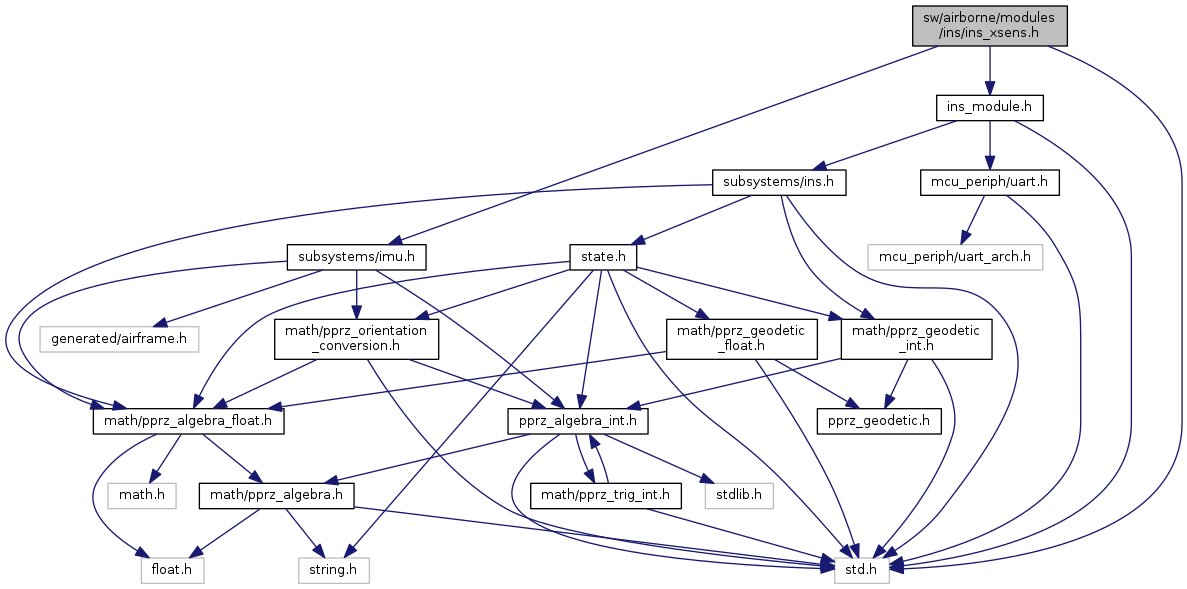 sw/airborne/modules
/ins/ins_xsens.h
ins_module.h
subsystems/ins.h
mcu_periph/uart.h
subsystems/imu.h
state.h
mcu_periph/uart_arch.h
generated/airframe.h
math/pprz_orientation
_conversion.h
math/pprz_geodetic
_float.h
math/pprz_geodetic
_int.h
math/pprz_algebra_float.h
pprz_algebra_int.h
pprz_geodetic.h
math.h
math/pprz_algebra.h
math/pprz_trig_int.h
stdlib.h
float.h
string.h
std.h